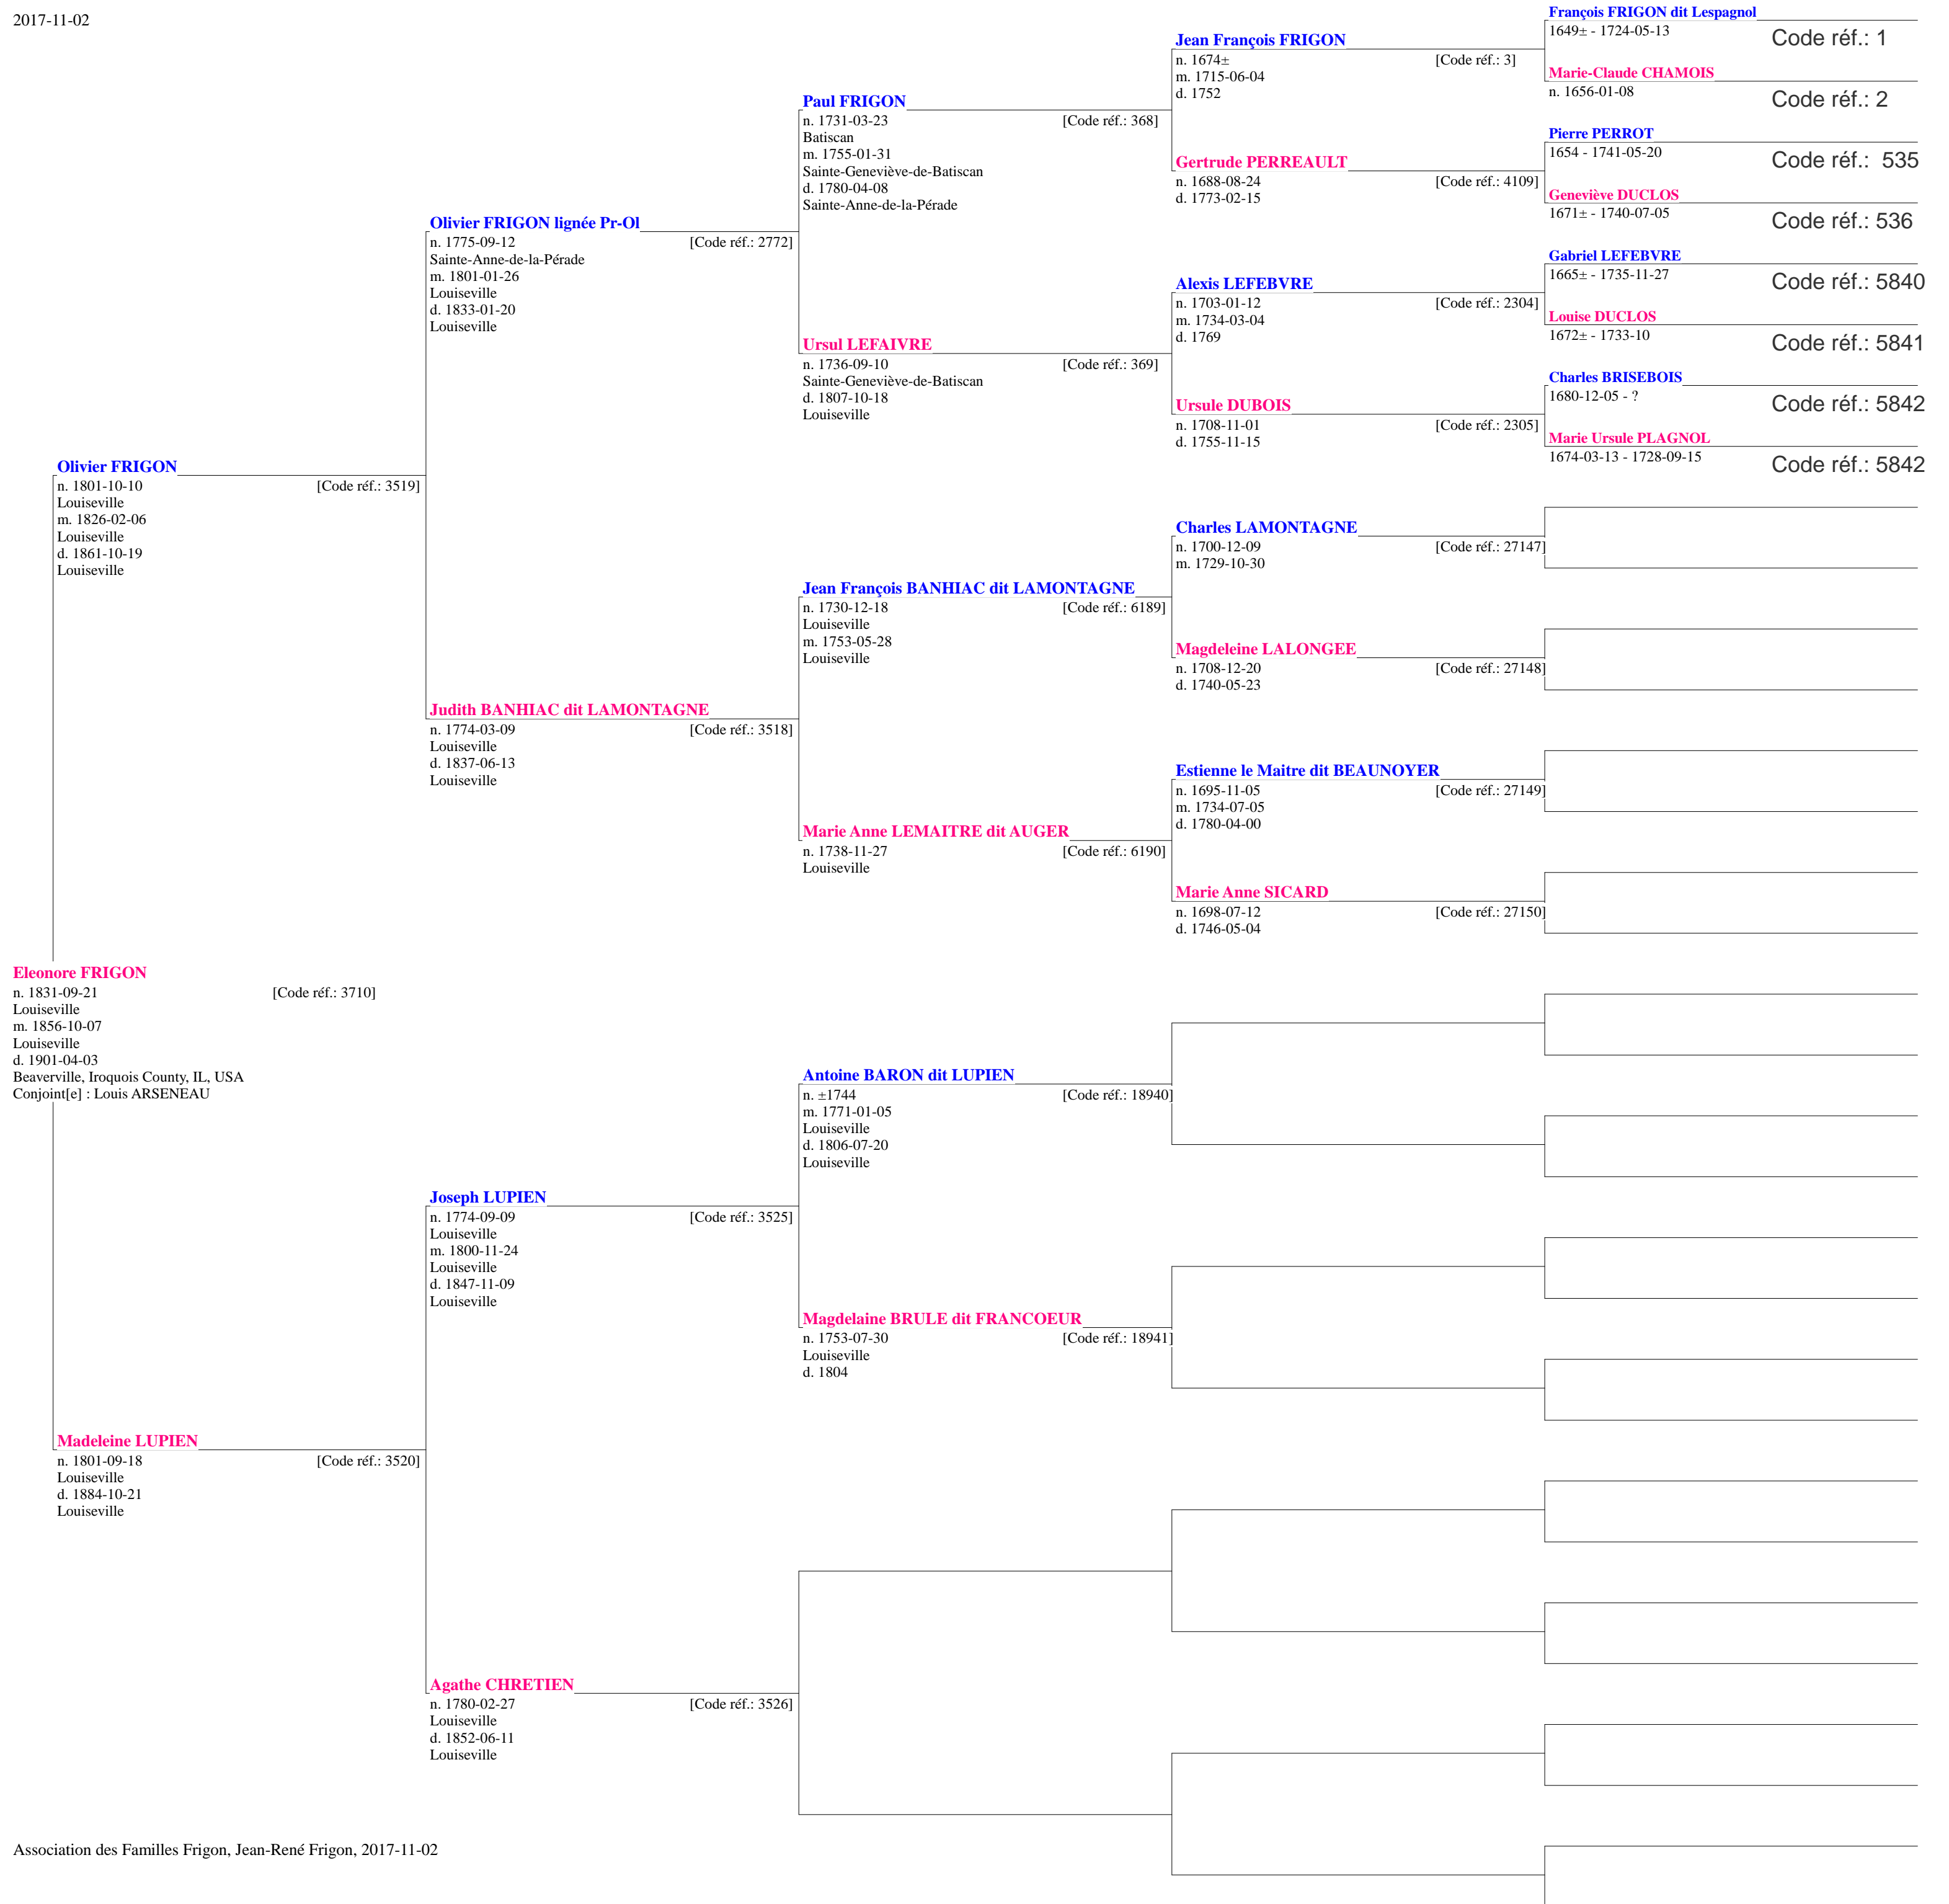 2017-11-02
François FRIGON dit Lespagnol
1649± - 1724-05-13
Code réf.: 1
Jean François FRIGON
n. 1674±
[Code réf.: 3]
m. 1715-06-04
d. 1752
Marie-Claude CHAMOIS
n. 1656-01-08
Code réf.: 2
Paul FRIGON
n. 1731-03-23
[Code réf.: 368]
Batiscan
m. 1755-01-31
Sainte-Geneviève-de-Batiscan
d. 1780-04-08
Sainte-Anne-de-la-Pérade
Pierre PERROT
1654 - 1741-05-20
Code réf.: 535
Gertrude PERREAULT
n. 1688-08-24
[Code réf.: 4109]
d. 1773-02-15
Geneviève DUCLOS
1671± - 1740-07-05
Code réf.: 536
Olivier FRIGON lignée Pr-Ol
n. 1775-09-12
[Code réf.: 2772]
Sainte-Anne-de-la-Pérade
m. 1801-01-26
Louiseville
d. 1833-01-20
Louiseville
Gabriel LEFEBVRE
1665± - 1735-11-27
Code réf.: 5840
Alexis LEFEBVRE
n. 1703-01-12
[Code réf.: 2304]
m. 1734-03-04
d. 1769
Louise DUCLOS
1672± - 1733-10
Code réf.: 5841
Ursul LEFAIVRE
n. 1736-09-10
[Code réf.: 369]
Sainte-Geneviève-de-Batiscan
d. 1807-10-18
Louiseville
Charles BRISEBOIS
1680-12-05 - ?
Code réf.: 5842
Ursule DUBOIS
n. 1708-11-01
[Code réf.: 2305]
d. 1755-11-15
Marie Ursule PLAGNOL
1674-03-13 - 1728-09-15
Code réf.: 5842
Olivier FRIGON
n. 1801-10-10
[Code réf.: 3519]
Louiseville
m. 1826-02-06
Louiseville
d. 1861-10-19
Louiseville
Charles LAMONTAGNE
n. 1700-12-09
[Code réf.: 27147]
m. 1729-10-30
Jean François BANHIAC dit LAMONTAGNE
n. 1730-12-18
[Code réf.: 6189]
Louiseville
m. 1753-05-28
Louiseville
Magdeleine LALONGEE
n. 1708-12-20
[Code réf.: 27148]
d. 1740-05-23
Judith BANHIAC dit LAMONTAGNE
n. 1774-03-09
[Code réf.: 3518]
Louiseville
d. 1837-06-13
Louiseville
Estienne le Maitre dit BEAUNOYER
n. 1695-11-05
[Code réf.: 27149]
m. 1734-07-05
d. 1780-04-00
Marie Anne LEMAITRE dit AUGER
n. 1738-11-27
[Code réf.: 6190]
Louiseville
Marie Anne SICARD
n. 1698-07-12
[Code réf.: 27150]
d. 1746-05-04
Eleonore FRIGON
n. 1831-09-21
[Code réf.: 3710]
Louiseville
m. 1856-10-07
Louiseville
d. 1901-04-03
Beaverville, Iroquois County, IL, USA
Conjoint[e] : Louis ARSENEAU
Antoine BARON dit LUPIEN
n. ±1744
[Code réf.: 18940]
m. 1771-01-05
Louiseville
d. 1806-07-20
Louiseville
Joseph LUPIEN
n. 1774-09-09
[Code réf.: 3525]
Louiseville
m. 1800-11-24
Louiseville
d. 1847-11-09
Louiseville
Magdelaine BRULE dit FRANCOEUR
n. 1753-07-30
[Code réf.: 18941]
Louiseville
d. 1804
Madeleine LUPIEN
n. 1801-09-18
[Code réf.: 3520]
Louiseville
d. 1884-10-21
Louiseville
Agathe CHRETIEN
n. 1780-02-27
[Code réf.: 3526]
Louiseville
d. 1852-06-11
Louiseville
Association des Familles Frigon, Jean-René Frigon, 2017-11-02